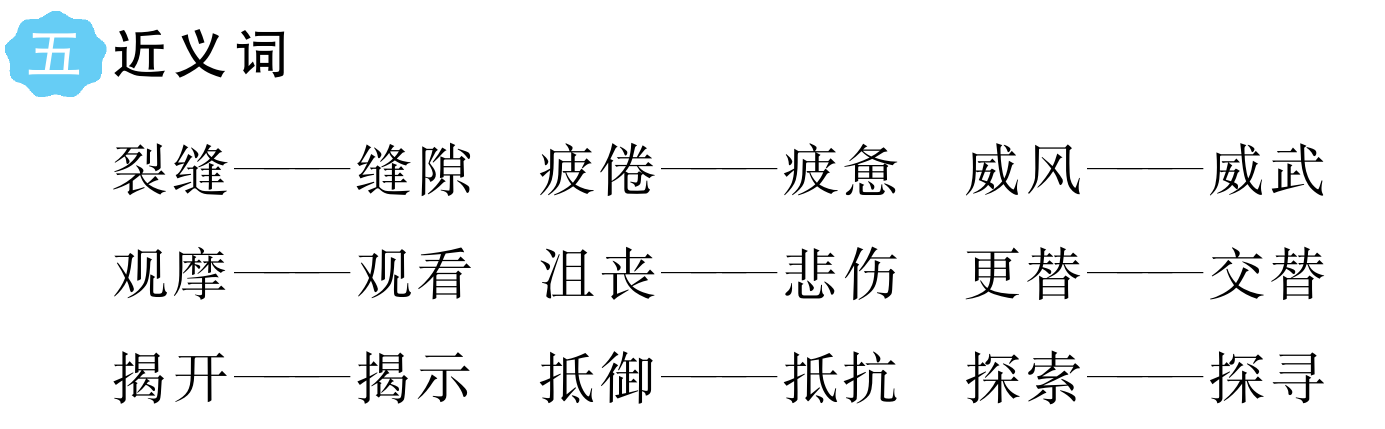 五 近义词
裂缝——缝隙 疲倦——疲惫 威风——威武
观摩——观看 沮丧——悲伤 更替——交替
揭开——揭示 抵御——抵抗 探索——探寻